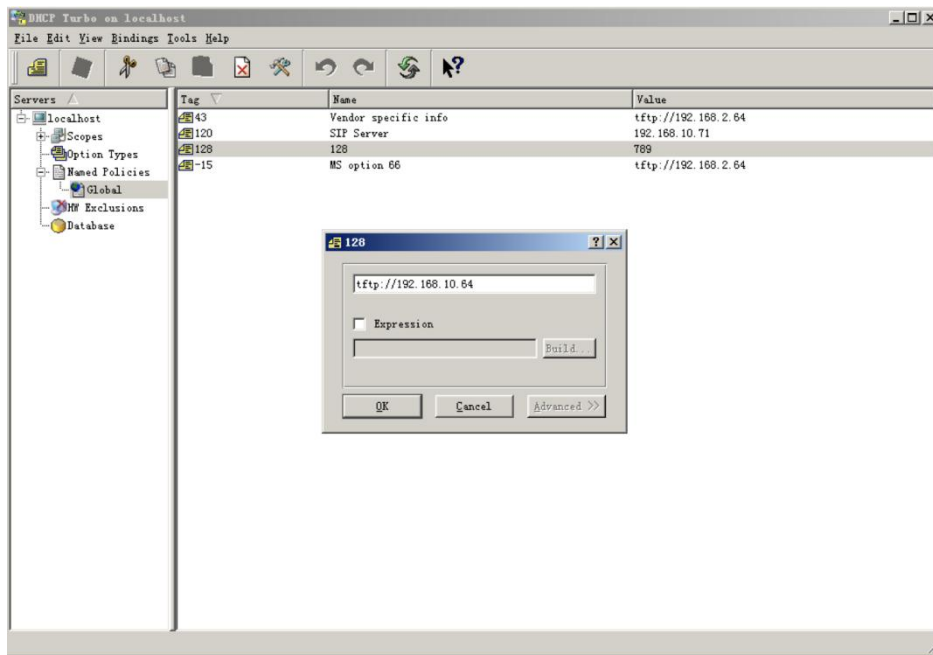 DHCP Turbo on localhost
File Edit View Bindings Tools Help
Servers
Tag Name Value
localhost
Scopes
Option Types
Named Policies
Global
HW Exclusions
Database
43 Vendor specific info tftp://192.168.2.64
120 SIP Server 192.168.10.71
128 128 789
-15 MS option 66 tftp://192.168.2.64
128
tftp://192.168.10.64
Expression
Build...
OK Cancel Advanced >>